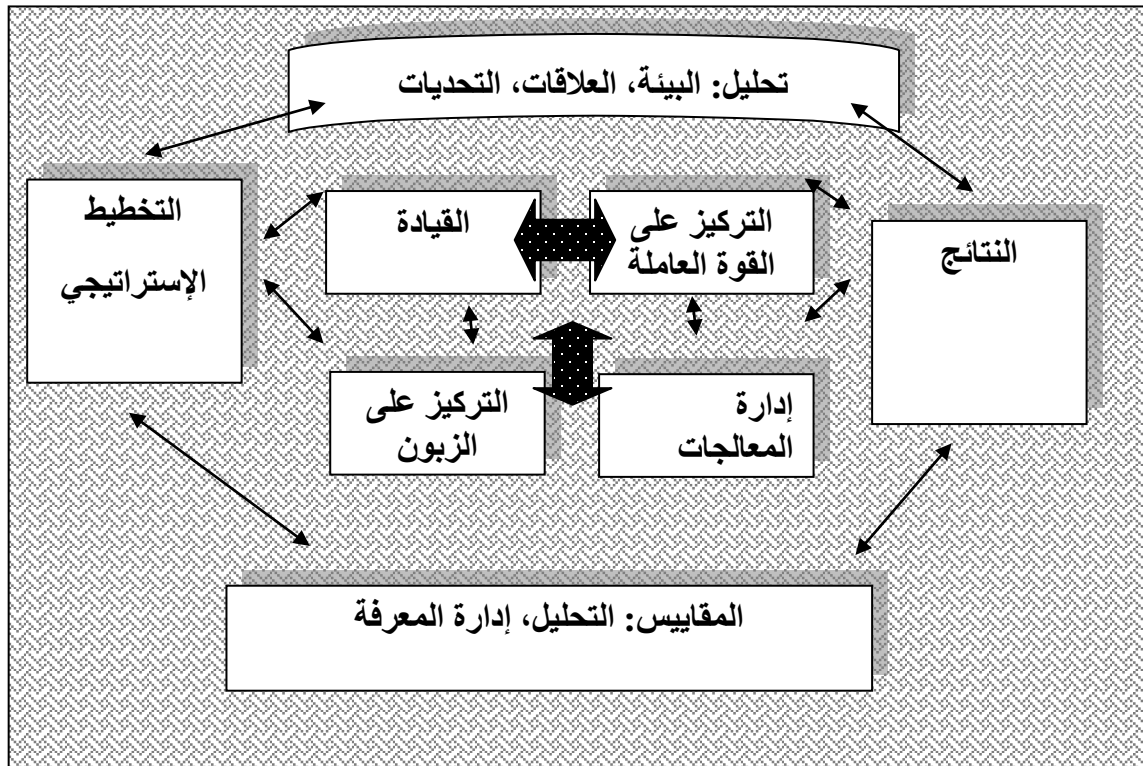 تحليل: البيئة، العلاقات، التحديات
التركيز على
القوة العاملة
القيادة
التخطيط
الإستراتيجي
النتائج
إدارة
المعالجات
التركيز على
الزبون
المقاييس: التحليل، إدارة المعرفة